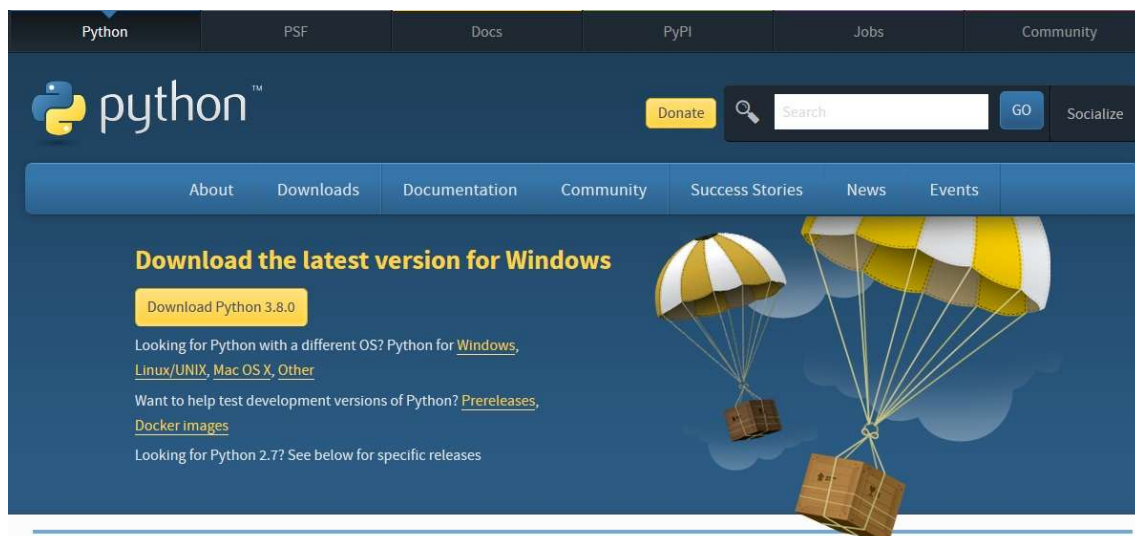 Python PSF Docs PyPI Jobs Community
python™ Donate Search GO Socialize
About Downloads Documentation Community Success Stories News Events
Download the latest version for Windows
Download Python 3.8.0
Looking for Python with a different OS? Python for Windows,
Linux/UNIX, Mac OS X, Other
Want to help test development versions of Python? Prereleases,
Docker images
Looking for Python 2.7? See below for specific releases